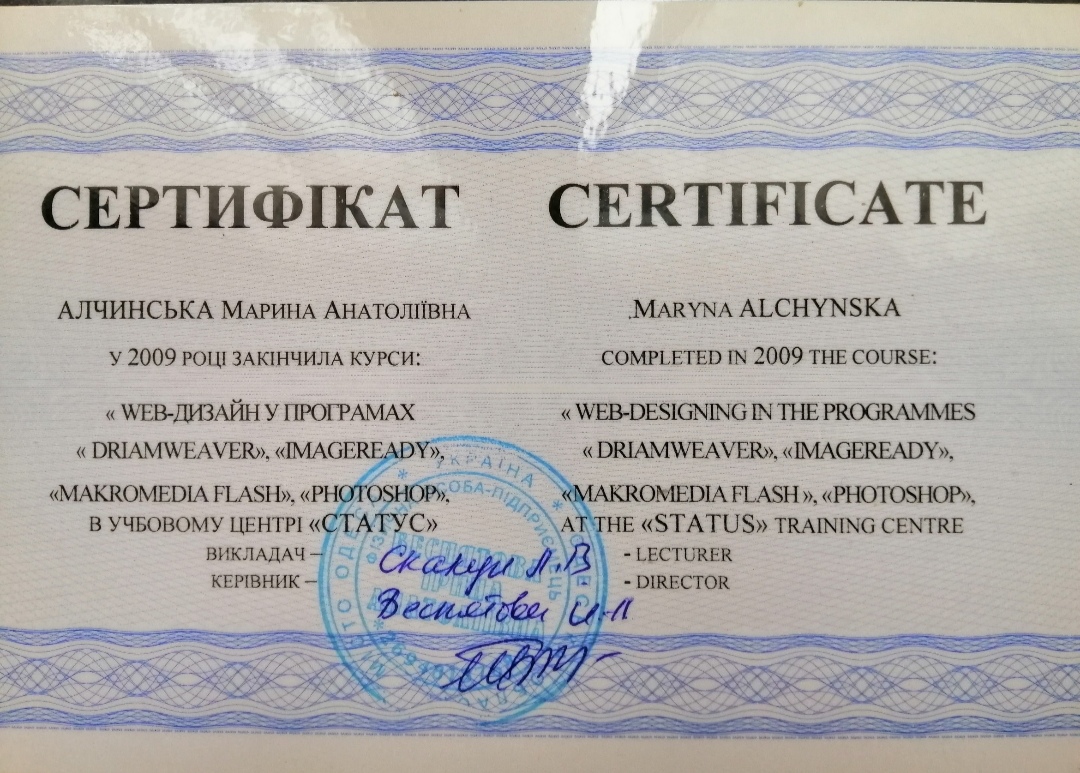 СЕРТИФІКАТ
АЛЧИНСЬКА МАРИНА АНАТОЛІЇВНА
У 2009 РОЦІ ЗАКІНЧИЛА КУРСИ:
« WEB-ДИЗАЙН У ПРОГРАМАХ
« DRIAMWEAVER», «IMAGEREADY»,
«MAKROMEDIA FLASH», «PHOTOSHOP»,
В УЧБОВОМУ ЦЕНТРІ «СТАТУС»
ВИКЛАДАЧ –
КЕРІВНИК –
CERTIFICATE
MARYNA ALCHYNSKA
COMPLETED IN 2009 THE COURSE:
« WEB-DESIGNING IN THE PROGRAMMES
« DRIAMWEAVER», «IMAGEREADY»,
«MAKROMEDIA FLASH », «PHOTOSHOP»,
AT THE «STATUS» TRAINING CENTRE
- LECTURER
- DIRECTOR
УКРАЇНА